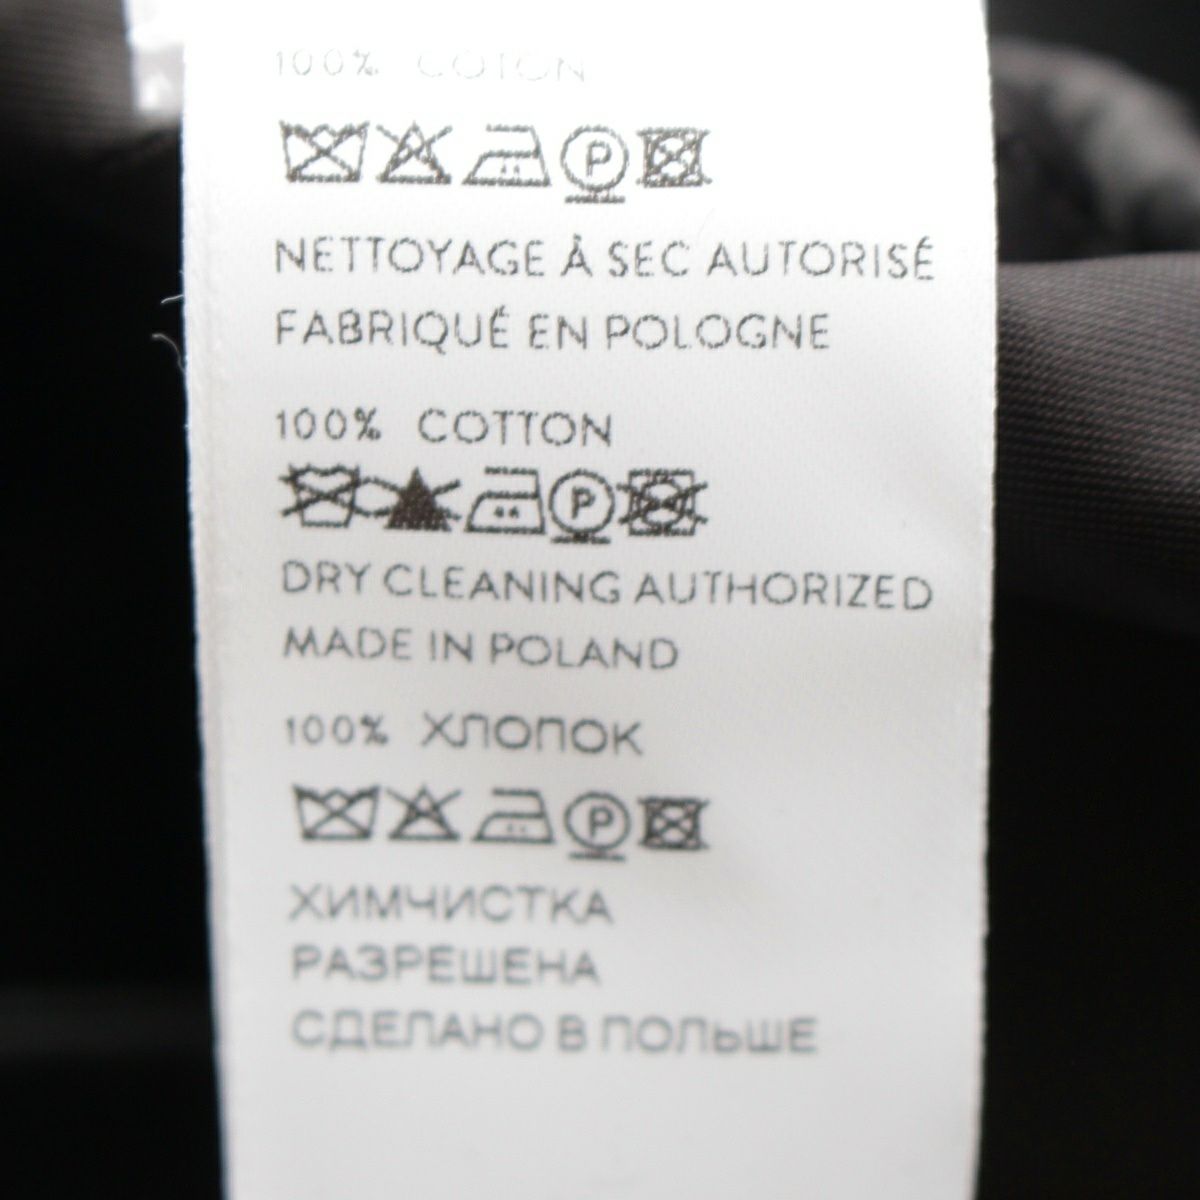 100% COTON
P
NETTOYAGE À SEC AUTORISÉ
FABRIQUÉ EN POLOGNE
100% COTTON
P
DRY CLEANING AUTHORIZED
MADE IN POLAND
100% ХЛОПОК
P
ХИМЧИСТКА
РАЗРЕШЕНА
СДЕЛАНО В ПОЛЬШЕ